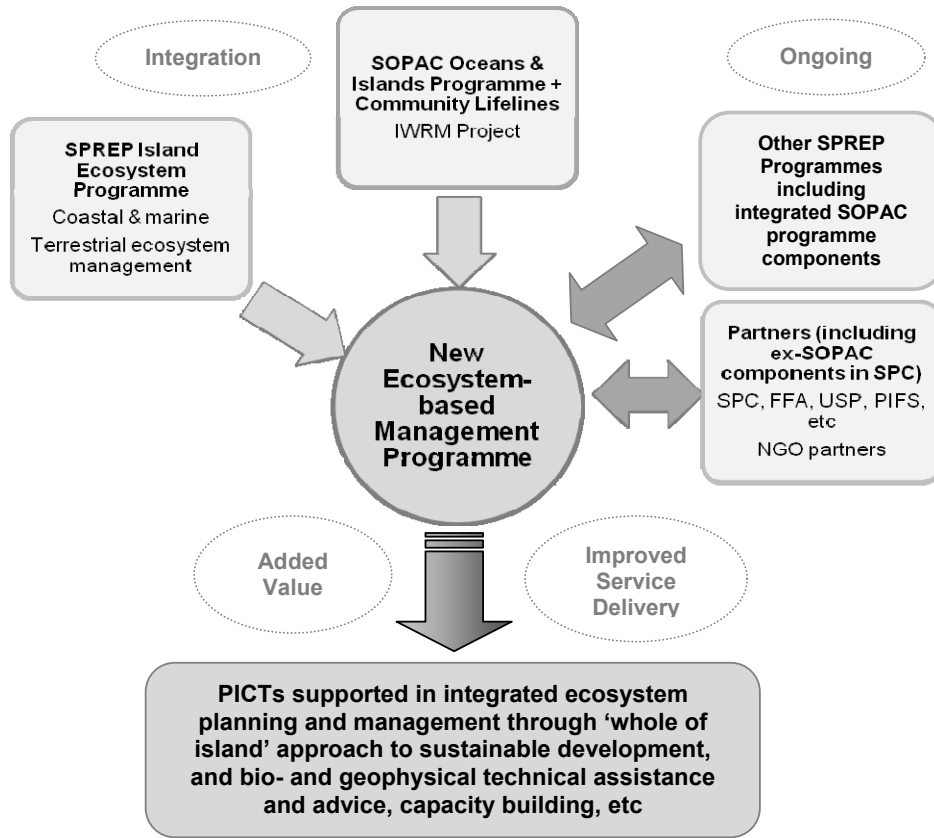 Integration
SOPAC Oceans &
Islands Programme +
Community Lifelines
IWRM Project
Ongoing
SPREP Island
Ecosystem
Programme
Coastal & marine
Terrestrial ecosystem
management
Other SPREP
Programmes
including
integrated SOPAC
programme
components
New
Ecosystem-
based
Management
Programme
Partners (including
ex-SOPAC
components in SPC)
SPC, FFA, USP, PIFS,
etc
NGO partners
Added
Value
Improved
Service
Delivery
PICTs supported in integrated ecosystem
planning and management through ‘whole of
island’ approach to sustainable development,
and bio- and geophysical technical assistance
and advice, capacity building, etc